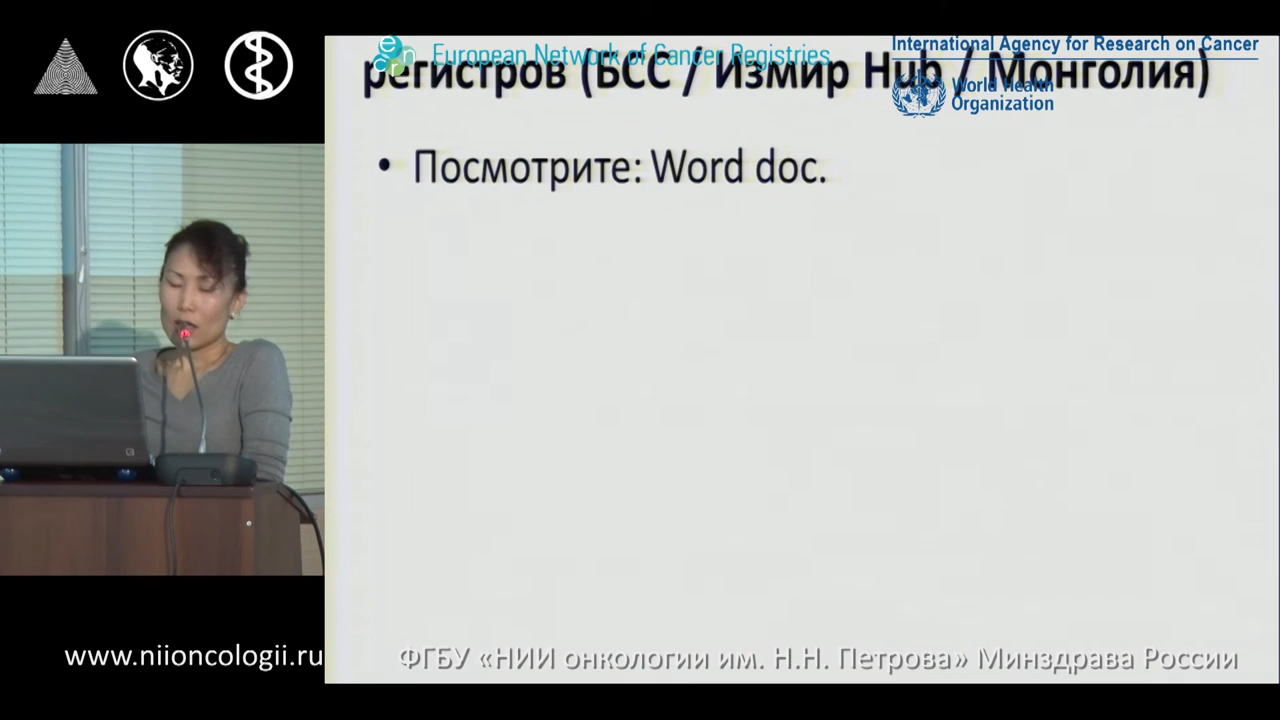 European Network of Cancer Registries
International Agency for Research on Cancer
регистров (БСС / Измир Hub / Монголия)
World Health
Organization
• Посмотрите: Word doc.
www.niioncologii.ru
ФГБУ «НИИ онкологии им. Н.Н. Петрова» Минздрава России